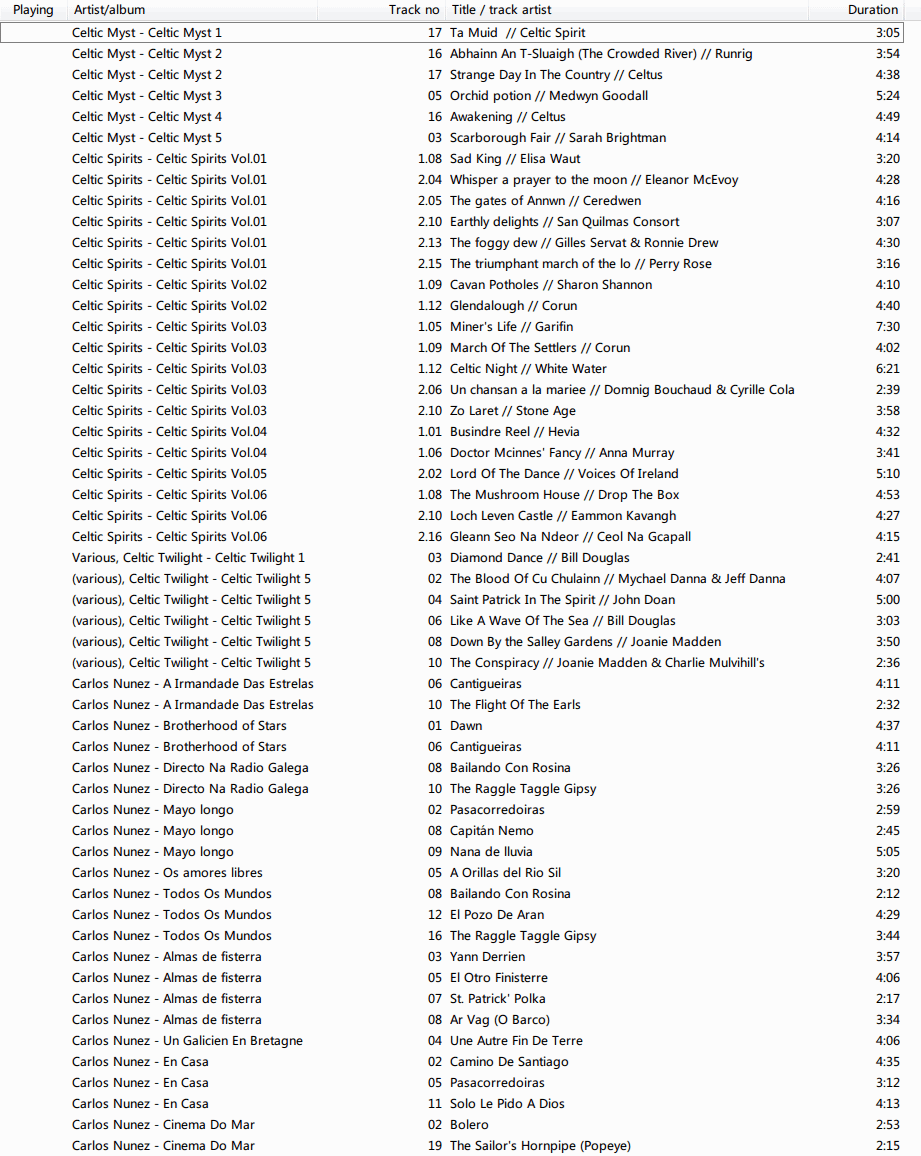 Playing Artist/album Track no Title / track artist Duration
Celtic Myst - Celtic Myst 1 17 Ta Muid // Celtic Spirit 3:05
Celtic Myst - Celtic Myst 2 16 Abhainn An T-Sluaigh (The Crowded River) // Runrig 3:54
Celtic Myst - Celtic Myst 2 17 Strange Day In The Country // Celtus 4:38
Celtic Myst - Celtic Myst 3 05 Orchid potion // Medwyn Goodall 5:24
Celtic Myst - Celtic Myst 4 16 Awakening // Celtus 4:49
Celtic Myst - Celtic Myst 5 03 Scarborough Fair // Sarah Brightman 4:14
Celtic Spirits - Celtic Spirits Vol.01 1.08 Sad King // Elisa Waut 3:20
Celtic Spirits - Celtic Spirits Vol.01 2.04 Whisper a prayer to the moon // Eleanor McEvoy 4:28
Celtic Spirits - Celtic Spirits Vol.01 2.05 The gates of Annwn // Ceredwen 4:16
Celtic Spirits - Celtic Spirits Vol.01 2.10 Earthly delights // San Quilmas Consort 3:07
Celtic Spirits - Celtic Spirits Vol.01 2.13 The foggy dew // Gilles Servat & Ronnie Drew 4:30
Celtic Spirits - Celtic Spirits Vol.01 2.15 The triumphant march of the lo // Perry Rose 3:16
Celtic Spirits - Celtic Spirits Vol.02 1.09 Cavan Potholes // Sharon Shannon 4:10
Celtic Spirits - Celtic Spirits Vol.02 1.12 Glendalough // Corun 4:40
Celtic Spirits - Celtic Spirits Vol.03 1.05 Miner's Life // Garifin 7:30
Celtic Spirits - Celtic Spirits Vol.03 1.09 March Of The Settlers // Corun 4:02
Celtic Spirits - Celtic Spirits Vol.03 1.12 Celtic Night // White Water 6:21
Celtic Spirits - Celtic Spirits Vol.03 2.06 Un chansan a la mariee // Domnig Bouchaud & Cyrille Cola 2:39
Celtic Spirits - Celtic Spirits Vol.03 2.10 Zo Laret // Stone Age 3:58
Celtic Spirits - Celtic Spirits Vol.04 1.01 Busindre Reel // Hevia 4:32
Celtic Spirits - Celtic Spirits Vol.04 1.06 Doctor Mcinnes' Fancy // Anna Murray 3:41
Celtic Spirits - Celtic Spirits Vol.05 2.02 Lord Of The Dance // Voices Of Ireland 5:10
Celtic Spirits - Celtic Spirits Vol.06 1.08 The Mushroom House // Drop The Box 4:53
Celtic Spirits - Celtic Spirits Vol.06 2.10 Loch Leven Castle // Eammon Kavangh 4:27
Celtic Spirits - Celtic Spirits Vol.06 2.16 Gleann Seo Na Ndeor // Ceol Na Gcapall 4:15
Various, Celtic Twilight - Celtic Twilight 1 03 Diamond Dance // Bill Douglas 2:41
(various), Celtic Twilight - Celtic Twilight 5 02 The Blood Of Cu Chulainn // Mychael Danna & Jeff Danna 4:07
(various), Celtic Twilight - Celtic Twilight 5 04 Saint Patrick In The Spirit // John Doan 5:00
(various), Celtic Twilight - Celtic Twilight 5 06 Like A Wave Of The Sea // Bill Douglas 3:03
(various), Celtic Twilight - Celtic Twilight 5 08 Down By the Salley Gardens // Joanie Madden 3:50
(various), Celtic Twilight - Celtic Twilight 5 10 The Conspiracy // Joanie Madden & Charlie Mulvihill's 2:36
Carlos Nunez - A Irmandade Das Estrelas 06 Cantigueiras 4:11
Carlos Nunez - A Irmandade Das Estrelas 10 The Flight Of The Earls 2:32
Carlos Nunez - Brotherhood of Stars 01 Dawn 4:37
Carlos Nunez - Brotherhood of Stars 06 Cantigueiras 4:11
Carlos Nunez - Directo Na Radio Galega 08 Bailando Con Rosina 3:26
Carlos Nunez - Directo Na Radio Galega 10 The Raggle Taggle Gipsy 3:26
Carlos Nunez - Mayo longo 02 Pasacorredoiras 2:59
Carlos Nunez - Mayo longo 08 Capitán Nemo 2:45
Carlos Nunez - Mayo longo 09 Nana de lluvia 5:05
Carlos Nunez - Os amores libres 05 A Orillas del Rio Sil 3:20
Carlos Nunez - Todos Os Mundos 08 Bailando Con Rosina 2:12
Carlos Nunez - Todos Os Mundos 12 El Pozo De Aran 4:29
Carlos Nunez - Todos Os Mundos 16 The Raggle Taggle Gipsy 3:44
Carlos Nunez - Almas de fisterra 03 Yann Derrien 3:57
Carlos Nunez - Almas de fisterra 05 El Otro Finisterre 4:06
Carlos Nunez - Almas de fisterra 07 St. Patrick' Polka 2:17
Carlos Nunez - Almas de fisterra 08 Ar Vag (O Barco) 3:34
Carlos Nunez - Un Galicien En Bretagne 04 Une Autre Fin De Terre 4:06
Carlos Nunez - En Casa 02 Camino De Santiago 4:35
Carlos Nunez - En Casa 05 Pasacorredoiras 3:12
Carlos Nunez - En Casa 11 Solo Le Pido A Dios 4:13
Carlos Nunez - Cinema Do Mar 02 Bolero 2:53
Carlos Nunez - Cinema Do Mar 19 The Sailor's Hornpipe (Popeye) 2:15